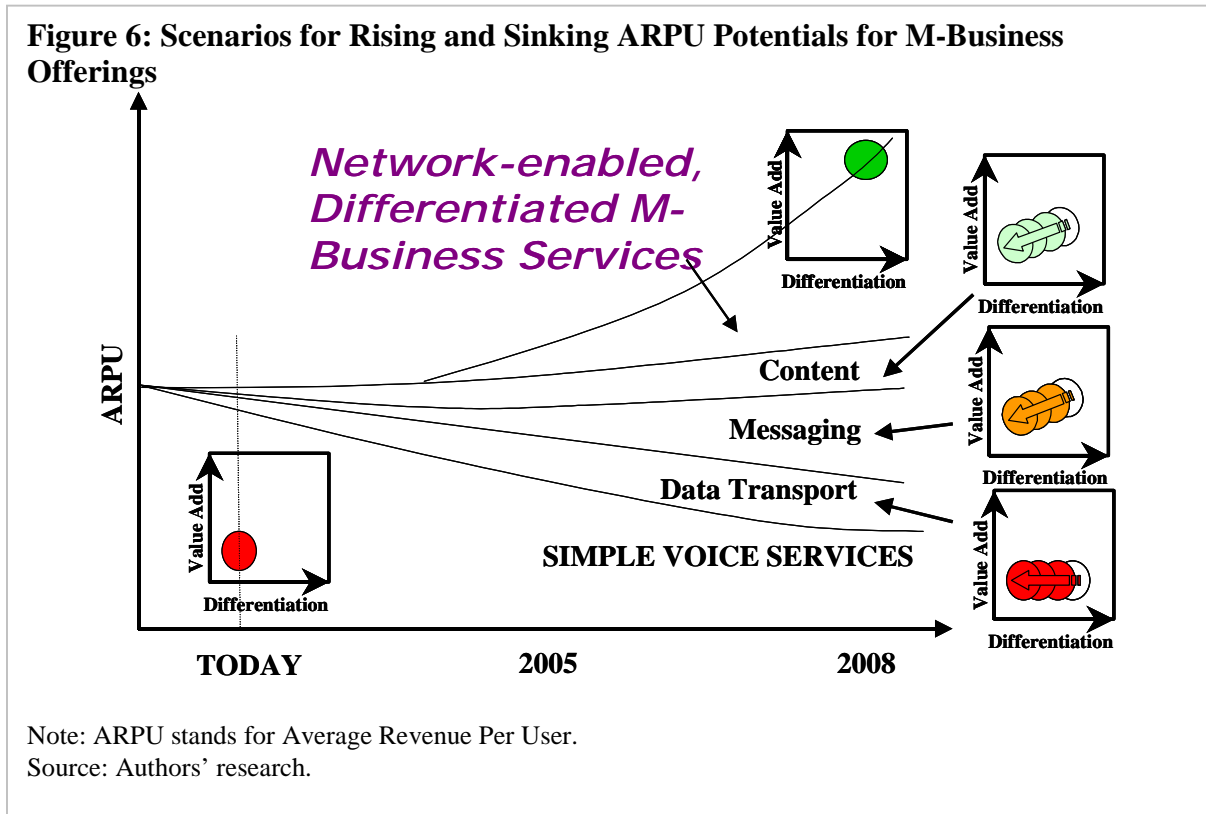 Figure 6: Scenarios for Rising and Sinking ARPU Potentials for M-Business
Offerings
Network-enabled,
Differentiated M-
Business Services
Value Add
Differentiation
Value Add
Differentiation
ARPU
Content
Value Add
Differentiation
Messaging
Value Add
Differentiation
Data Transport
SIMPLE VOICE SERVICES
Value Add
Differentiation
TODAY
2005
2008
Note: ARPU stands for Average Revenue Per User.
Source: Authors’ research.